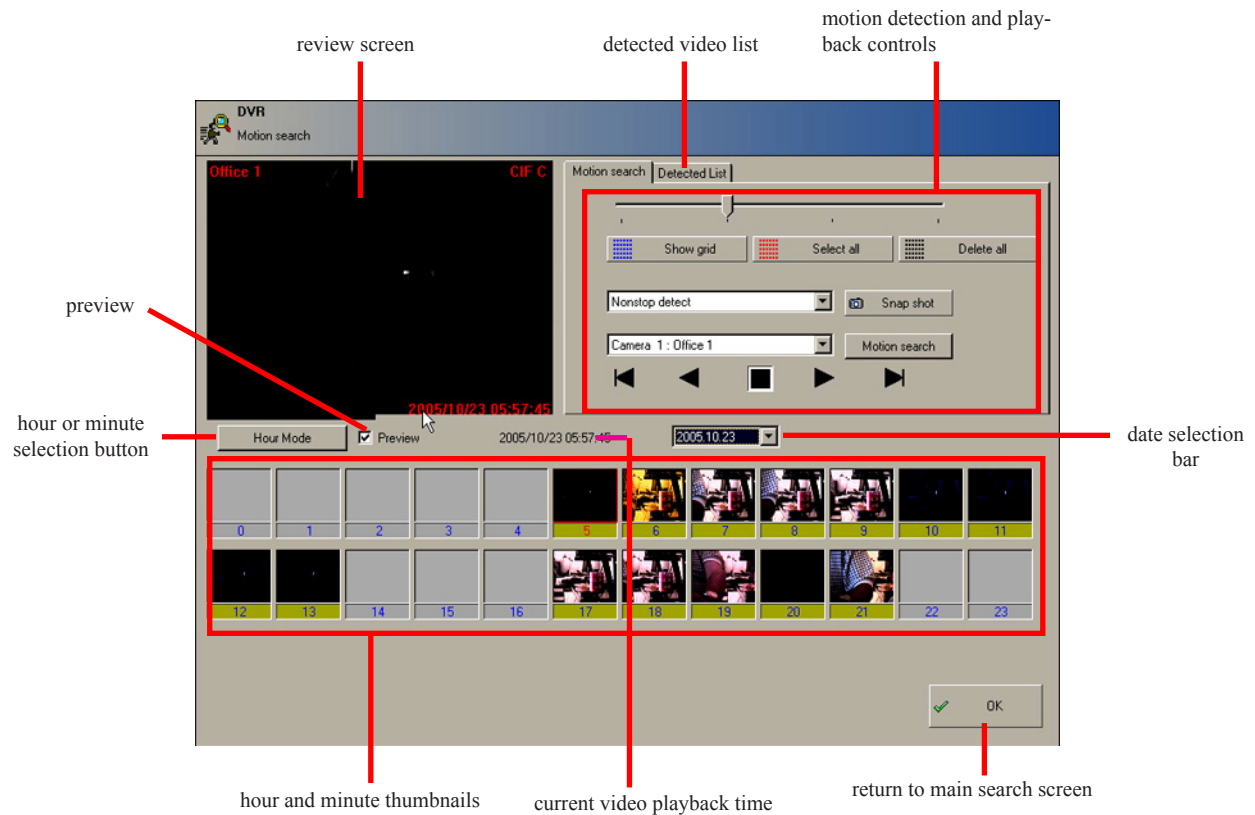 motion detection and play-
back controls
review screen
detected video list
DVR
Motion search
Office 1
CIF C
Motion search
Detected List
Show grid
Select all
Delete all
preview
Nonstop detect
Snap shot
Camera 1 : Office 1
Motion search
2005/10/23 05:57:45
hour or minute
selection button
Hour Mode
Preview
2005/10/23 05:57:45
2005.10.23
date selection
bar
0 1 2 3 4 5 6 7 8 9 10 11
12 13 14 15 16 17 18 19 20 21 22 23
OK
hour and minute thumbnails
current video playback time
return to main search screen